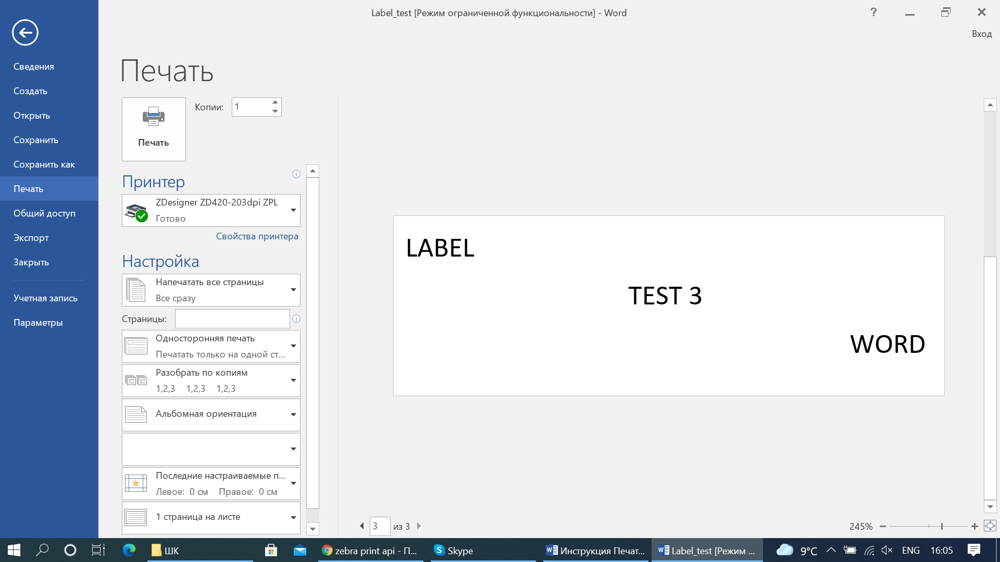 Label_test [Режим ограниченной функциональности] - Word
?
Вход
Сведения
Создать
Открыть
Сохранить
Сохранить как
Печать
Общий доступ
Экспорт
Закрыть
Учетная запись
Параметры
Печать
Печать
Копии: 1
Принтер
ZDesigner ZD420-203dpi ZPL
Готово
Свойства принтера
Настройка
Напечатать все страницы
Все сразу
Страницы:
Односторонняя печать
Печатать только на одной ст...
Разобрать по копиям
1,2,3 1,2,3 1,2,3
Альбомная ориентация
Последние настраиваемые п...
Левое: 0 см Правое: 0 см
1 страница на листе
LABEL
TEST 3
WORD
3 из 3
245%
ШК
zebra print api - П...
Skype
Инструкция Печат...
Label_test [Режим ...
9°C
ENG
16:05